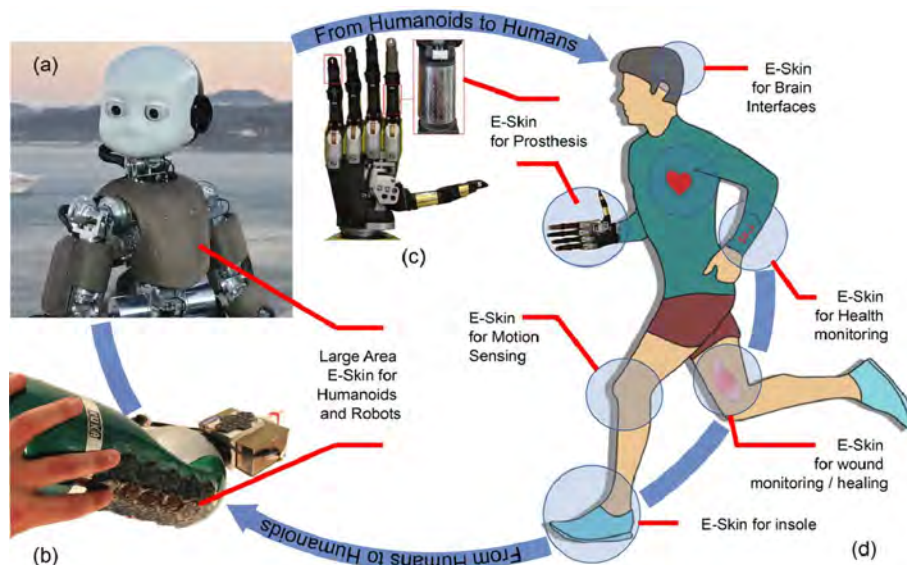 From Humanoids to Humans
(a)
E-Skin
for Brain
Interfaces
E-Skin
for Prosthesis
(c)
E-Skin
for Health
monitoring
E-Skin
for Motion
Sensing
Large Area
E-Skin for
Humanoids
and Robots
E-Skin
for wound
monitoring / healing
E-Skin for insole
From Humans to Humanoids
(b)
(d)